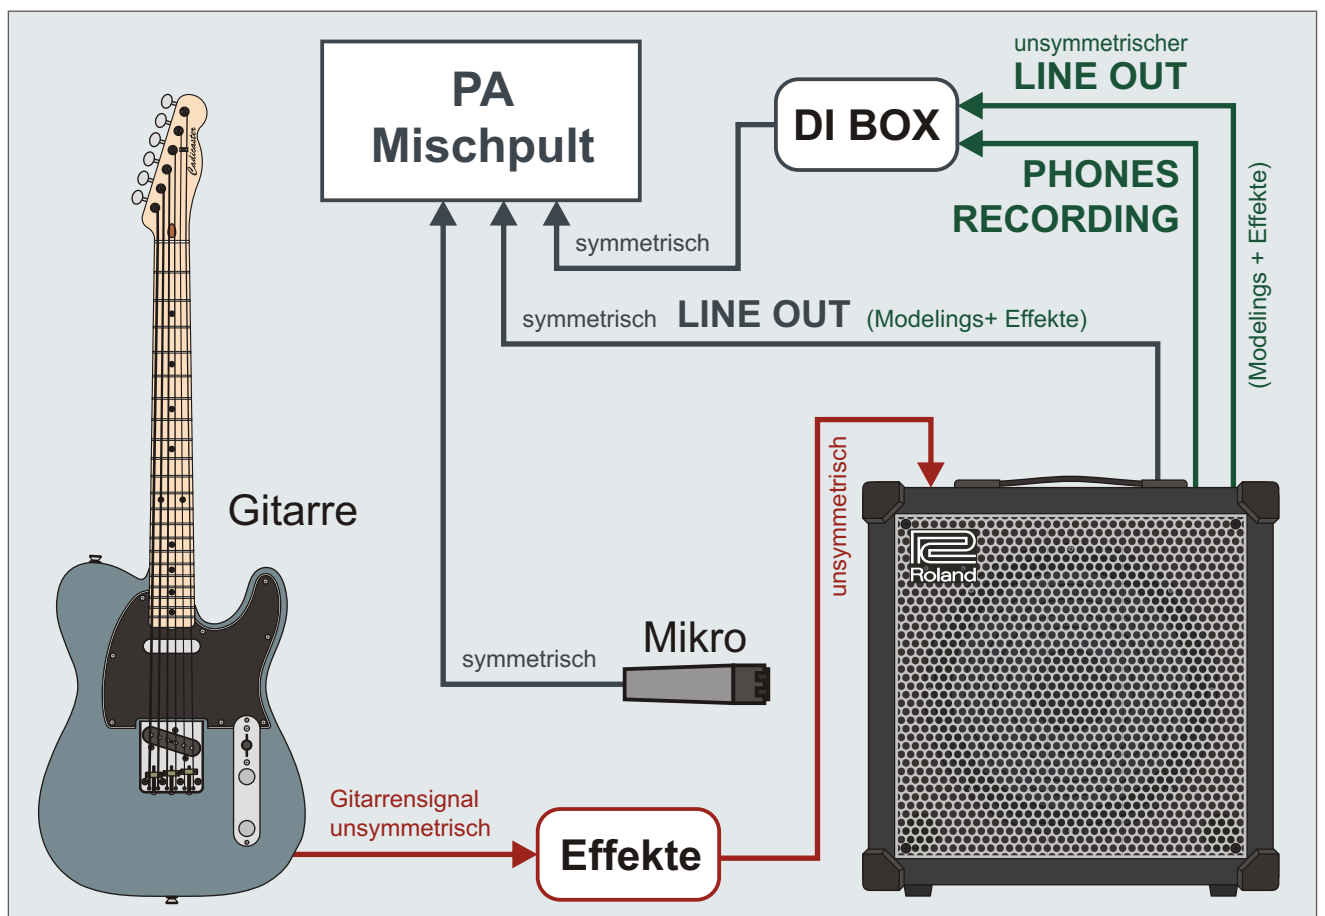 unsymmetrischer
LINE OUT
PA
Mischpult
DI BOX
PHONES
RECORDING
(Modelings + Effekte)
symmetrisch
symmetrisch LINE OUT (Modelings+ Effekte)
Cadicaster
unsymmetrisch
Gitarre
Roland
Mikro
symmetrisch
Gitarrensignal
unsymmetrisch
Effekte